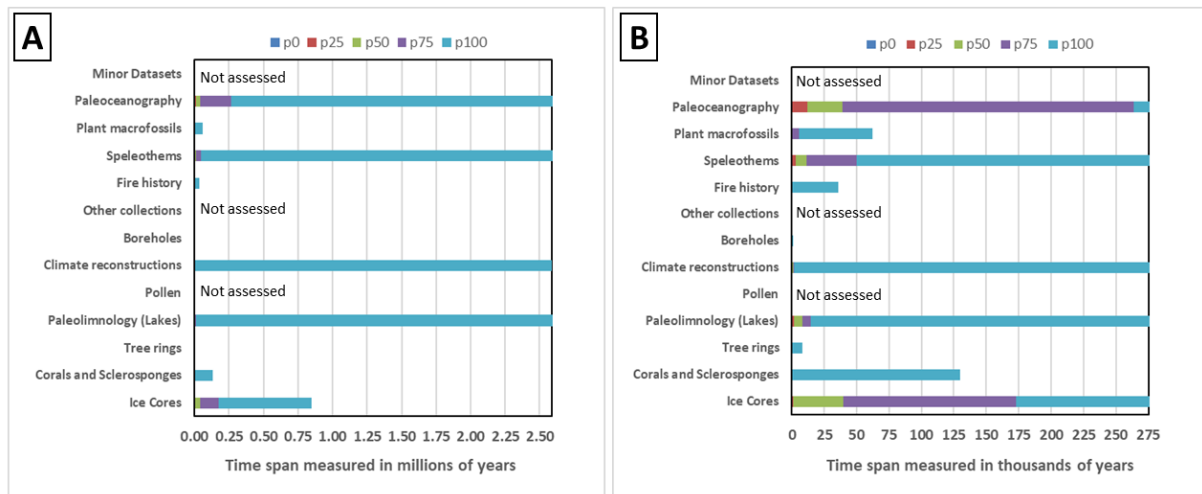 A
p0 p25 p50 p75 p100
Minor Datasets Not assessed
Paleoceanography
Plant macrofossils
Speleothems
Fire history
Other collections Not assessed
Boreholes
Climate reconstructions
Pollen Not assessed
Paleolimnology (Lakes)
Tree rings
Corals and Sclerosponges
Ice Cores
0.00 0.25 0.50 0.75 1.00 1.25 1.50 1.75 2.00 2.25 2.50
Time span measured in millions of years
B
p0 p25 p50 p75 p100
Minor Datasets Not assessed
Paleoceanography
Plant macrofossils
Speleothems
Fire history
Other collections Not assessed
Boreholes
Climate reconstructions
Pollen Not assessed
Paleolimnology (Lakes)
Tree rings
Corals and Sclerosponges
Ice Cores
0 25 50 75 100 125 150 175 200 225 250 275
Time span measured in thousands of years